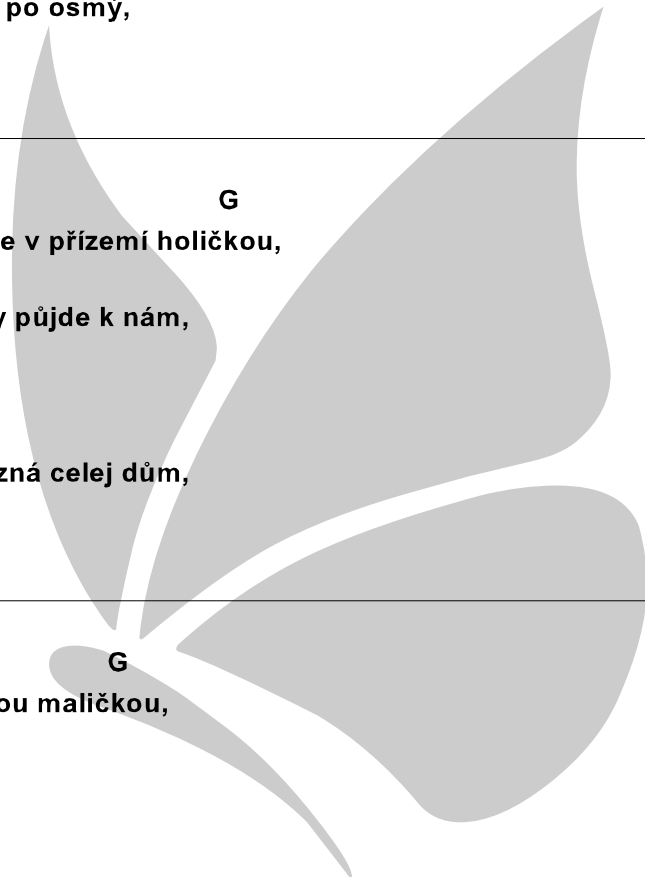 po osmý,
G
e v přízemí holičkou,
půjde k nám,
zná celej dům,
G
ou maličkou,